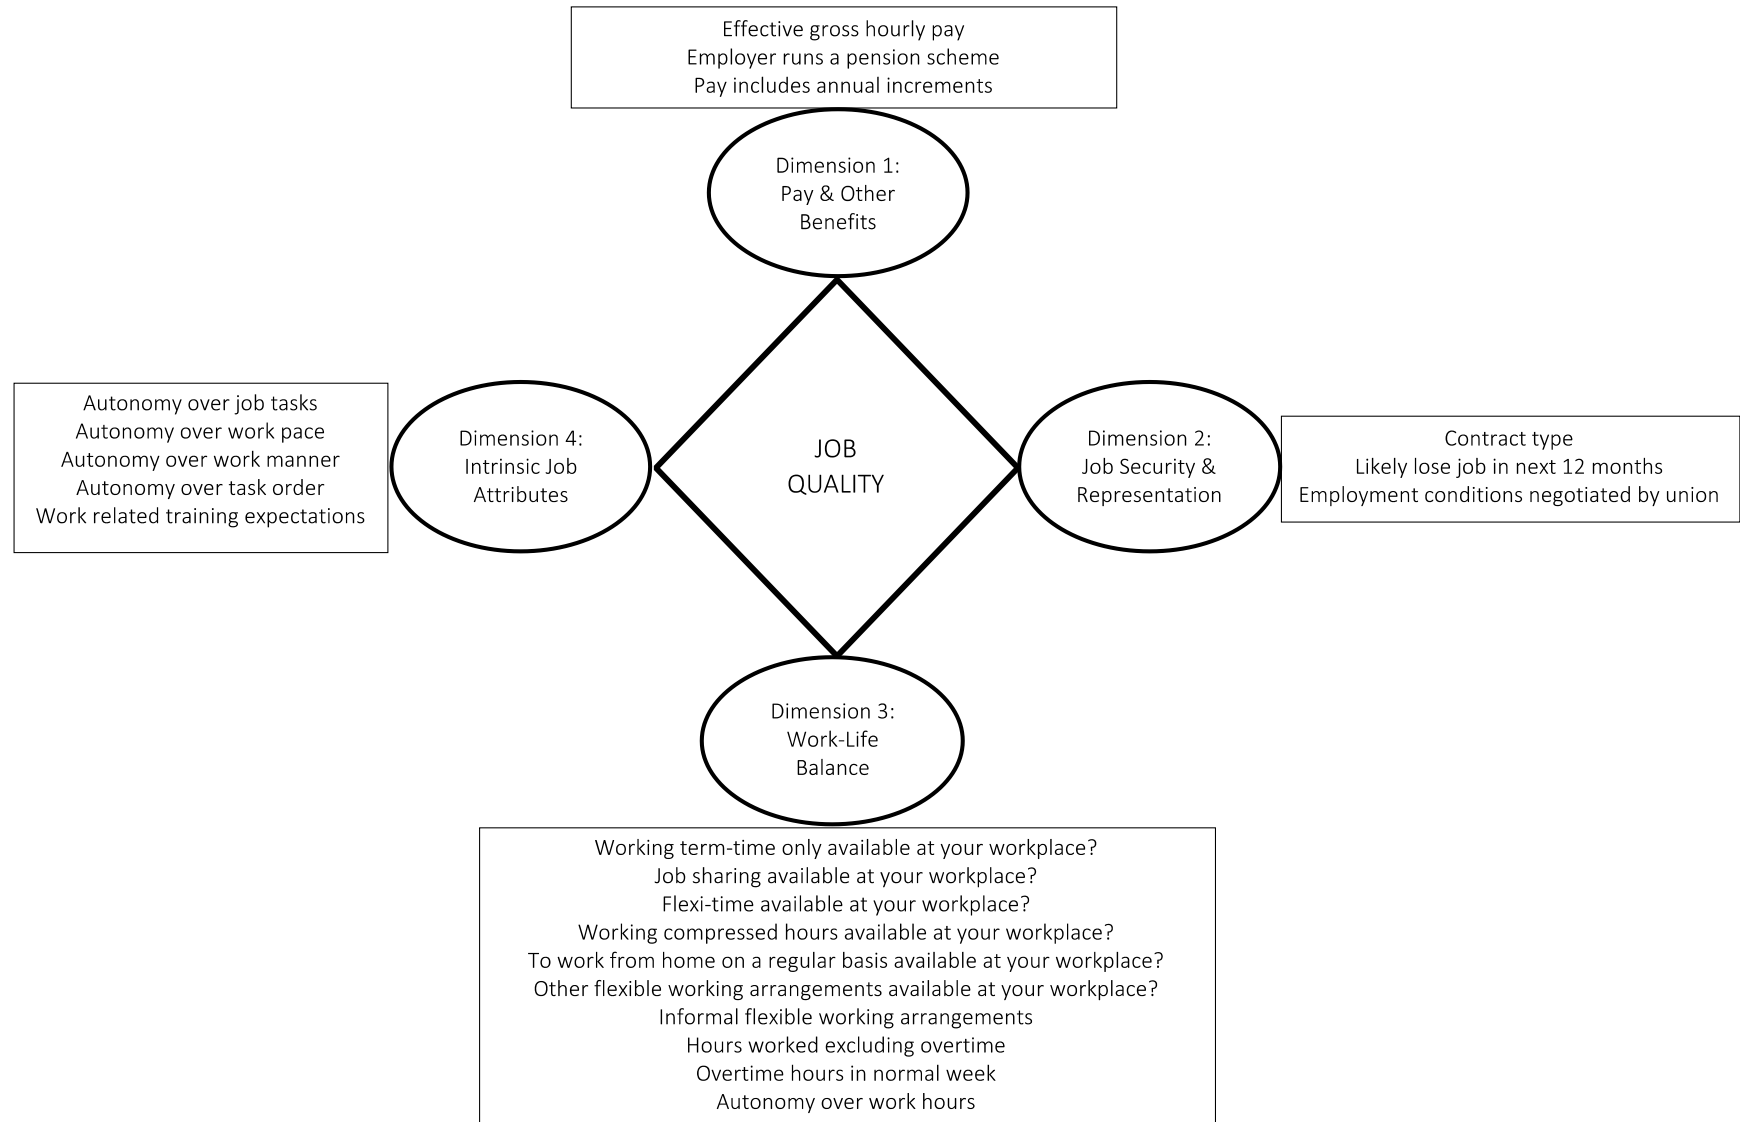 Effective gross hourly pay
Employer runs a pension scheme
Pay includes annual increments
Dimension 1:
Pay & Other
Benefits
Autonomy over job tasks
Autonomy over work pace
Autonomy over work manner
Autonomy over task order
Work related training expectations
Dimension 4:
Intrinsic Job
Attributes
JOB
QUALITY
Dimension 2:
Job Security &
Representation
Contract type
Likely lose job in next 12 months
Employment conditions negotiated by union
Dimension 3:
Work-Life
Balance
Working term-time only available at your workplace?
Job sharing available at your workplace?
Flexi-time available at your workplace?
Working compressed hours available at your workplace?
To work from home on a regular basis available at your workplace?
Other flexible working arrangements available at your workplace?
Informal flexible working arrangements
Hours worked excluding overtime
Overtime hours in normal week
Autonomy over work hours